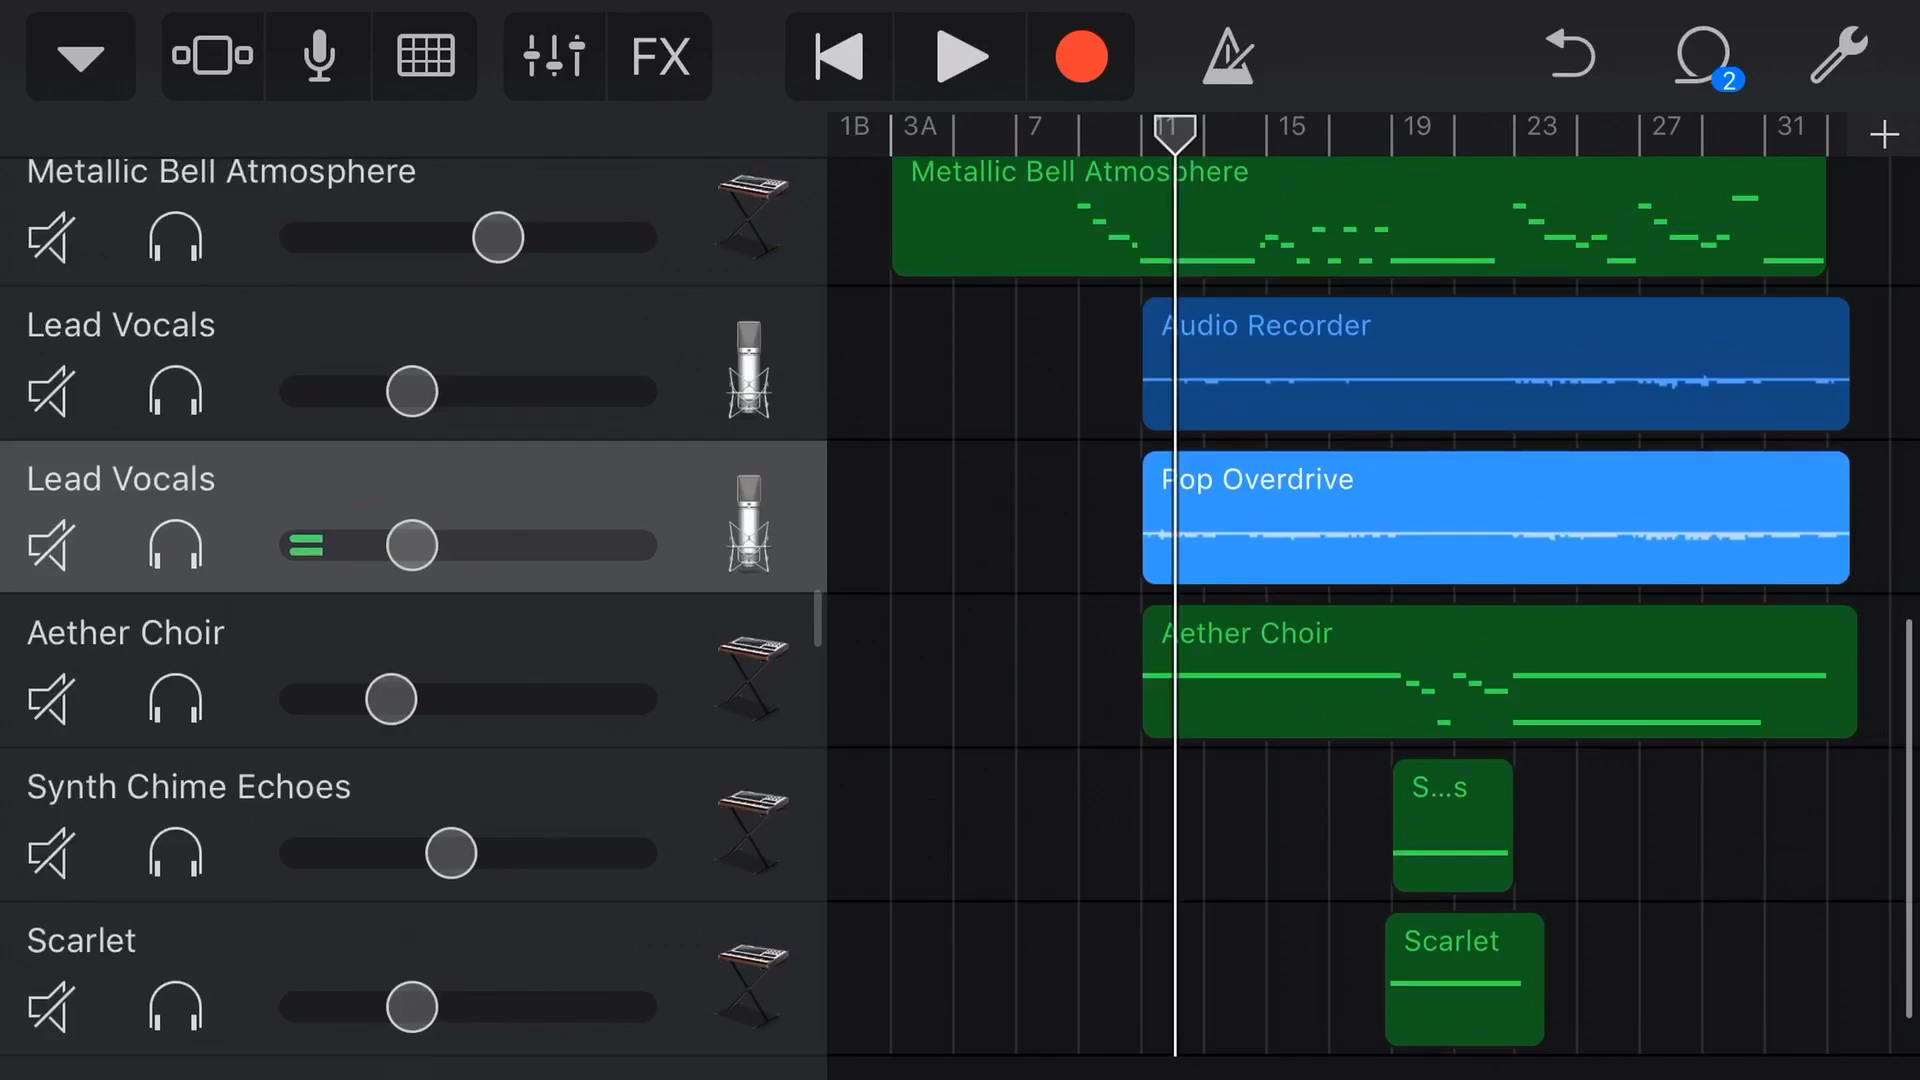 FX
2
1B 3A 7 11 15 19 23 27 31
Metallic Bell Atmosphere
Metallic Bell Atmosphere
Lead Vocals
Audio Recorder
Lead Vocals
Pop Overdrive
Aether Choir
Aether Choir
Synth Chime Echoes
S...s
Scarlet
Scarlet